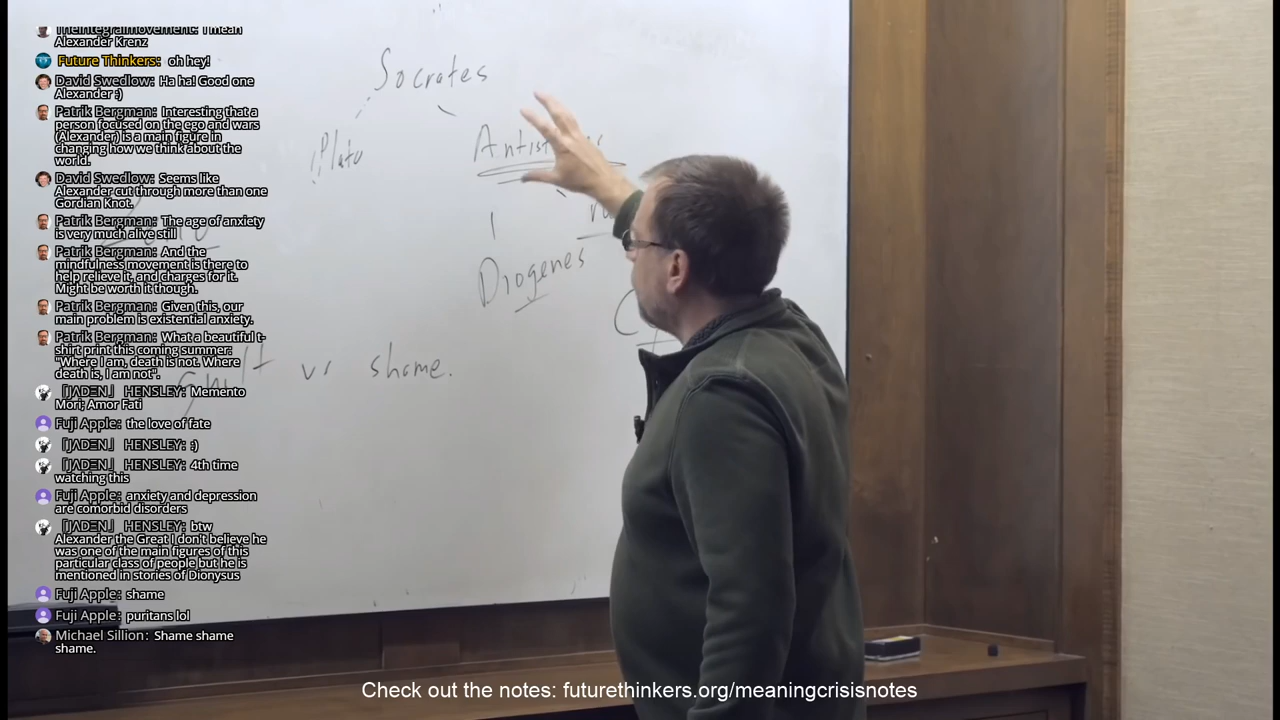 Theintegralmovement: I mean
Alexander Krenz
Future Thinkers: oh hey!
David Swedlow: Ha ha! Good one
Alexander :)
Patrik Bergman: Interesting that a
person focused on the ego and wars
(Alexander) is a main figure in
changing how we think about the
world.
David Swedlow: Seems like
Alexander cut through more than one
Gordian Knot.
Patrik Bergman: The age of anxiety
is very much alive still
Patrik Bergman: And the
mindfulness movement is there to
help relieve it, and charges for it.
Might be worth it though.
Patrik Bergman: Given this, our
main problem is existential anxiety.
Patrik Bergman: What a beautiful t-
shirt print this coming summer:
"Where I am, death is not. Where
death is, I am not".
「JΛDΞN」 HENSLEY: Memento
Mori; Amor Fati
Fuji Apple: the love of fate
「JΛDΞN」 HENSLEY: :)
「JΛDΞN」 HENSLEY: 4th time
watching this
Fuji Apple: anxiety and depression
are comorbid disorders
「JΛDΞN」 HENSLEY: btw
Alexander the Great I don't believe he
was one of the main figures of this
particular class of people but he is
mentioned in stories of Dionysus
Fuji Apple: shame
Fuji Apple: puritans lol
Michael Sillion: Shame shame
shame.
Socrates
Plato
Diogenes
guilt vs shame.
Check out the notes: futurethinkers.org/meaningcrisisnotes